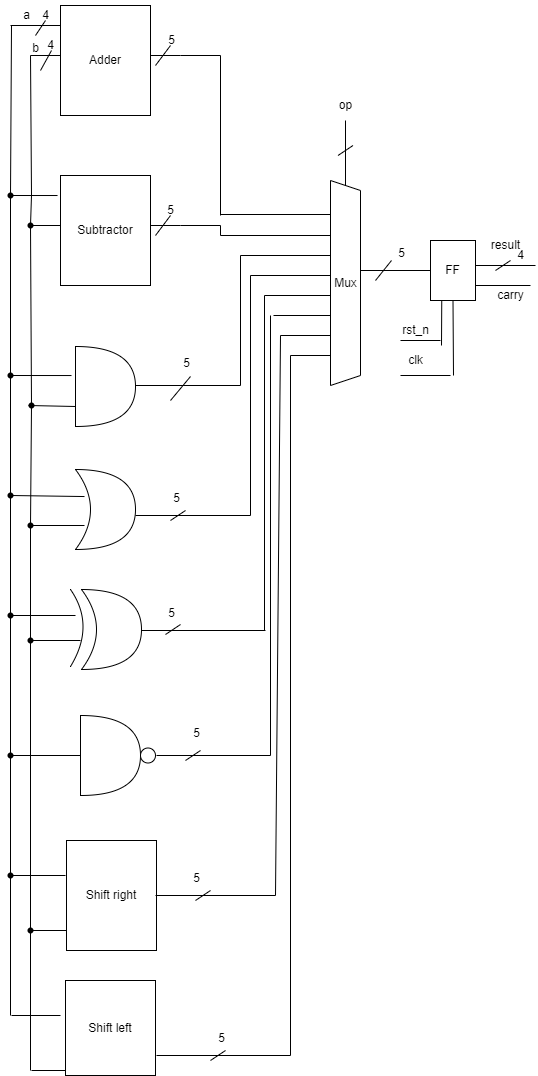 a 4
b 4
Adder
5
op
Subtractor
5
Mux
5
FF
result
4
carry
rst_n
clk
5
5
5
5
Shift right
5
Shift left
5